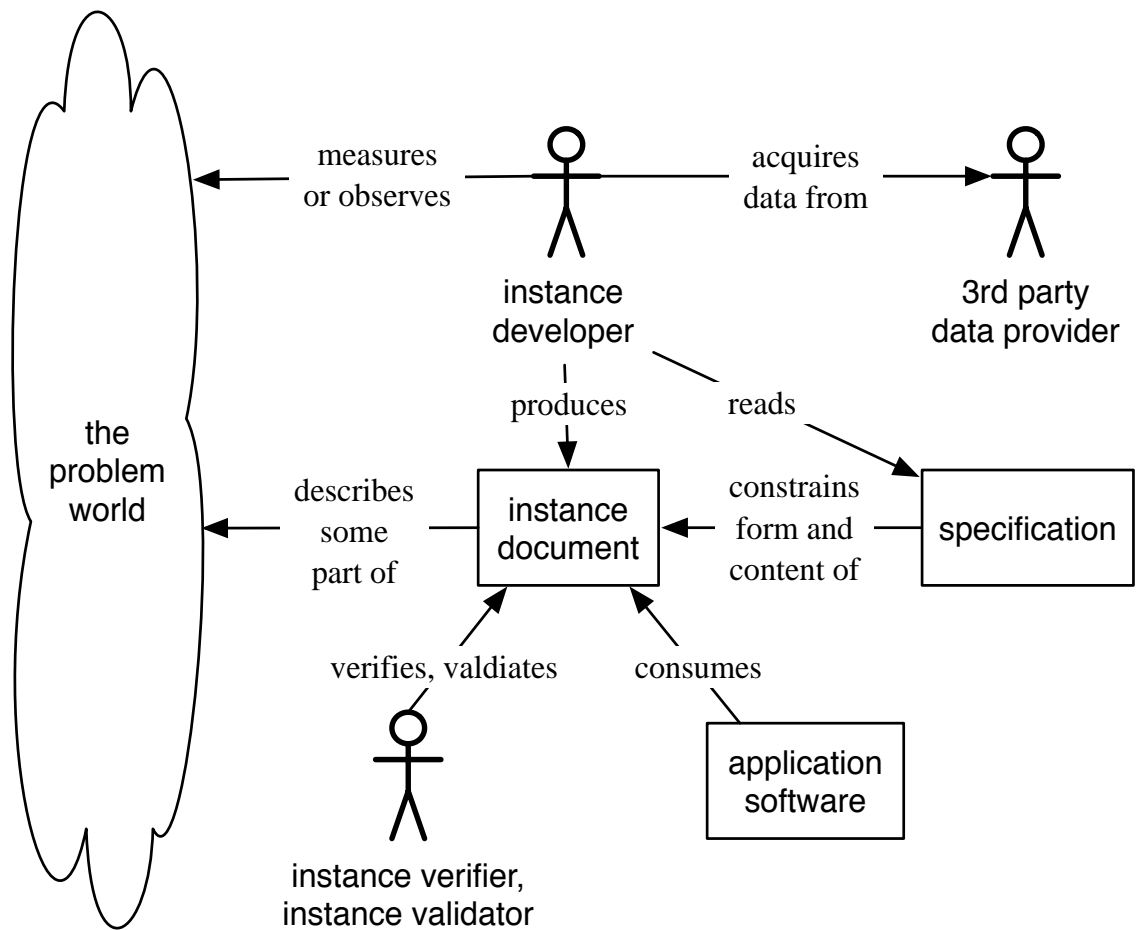 measures
or observes
acquires
data from
instance
developer
3rd party
data provider
produces
reads
the
problem
world
describes
some
part of
instance
document
constrains
form and
content of
specification
verifies, valdiates
consumes
application
software
instance verifier,
instance validator